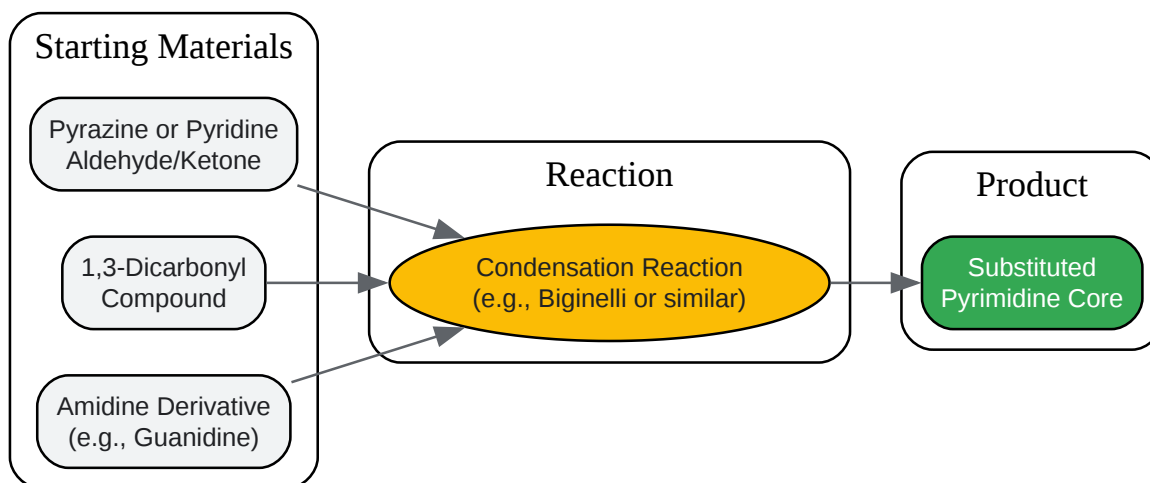 Starting Materials
Pyrazine or Pyridine
Aldehyde/Ketone
1,3-Dicarbonyl
Compound
Amidine Derivative
(e.g., Guanidine)
Reaction
Condensation Reaction
(e.g., Biginelli or similar)
Product
Substituted
Pyrimidine Core